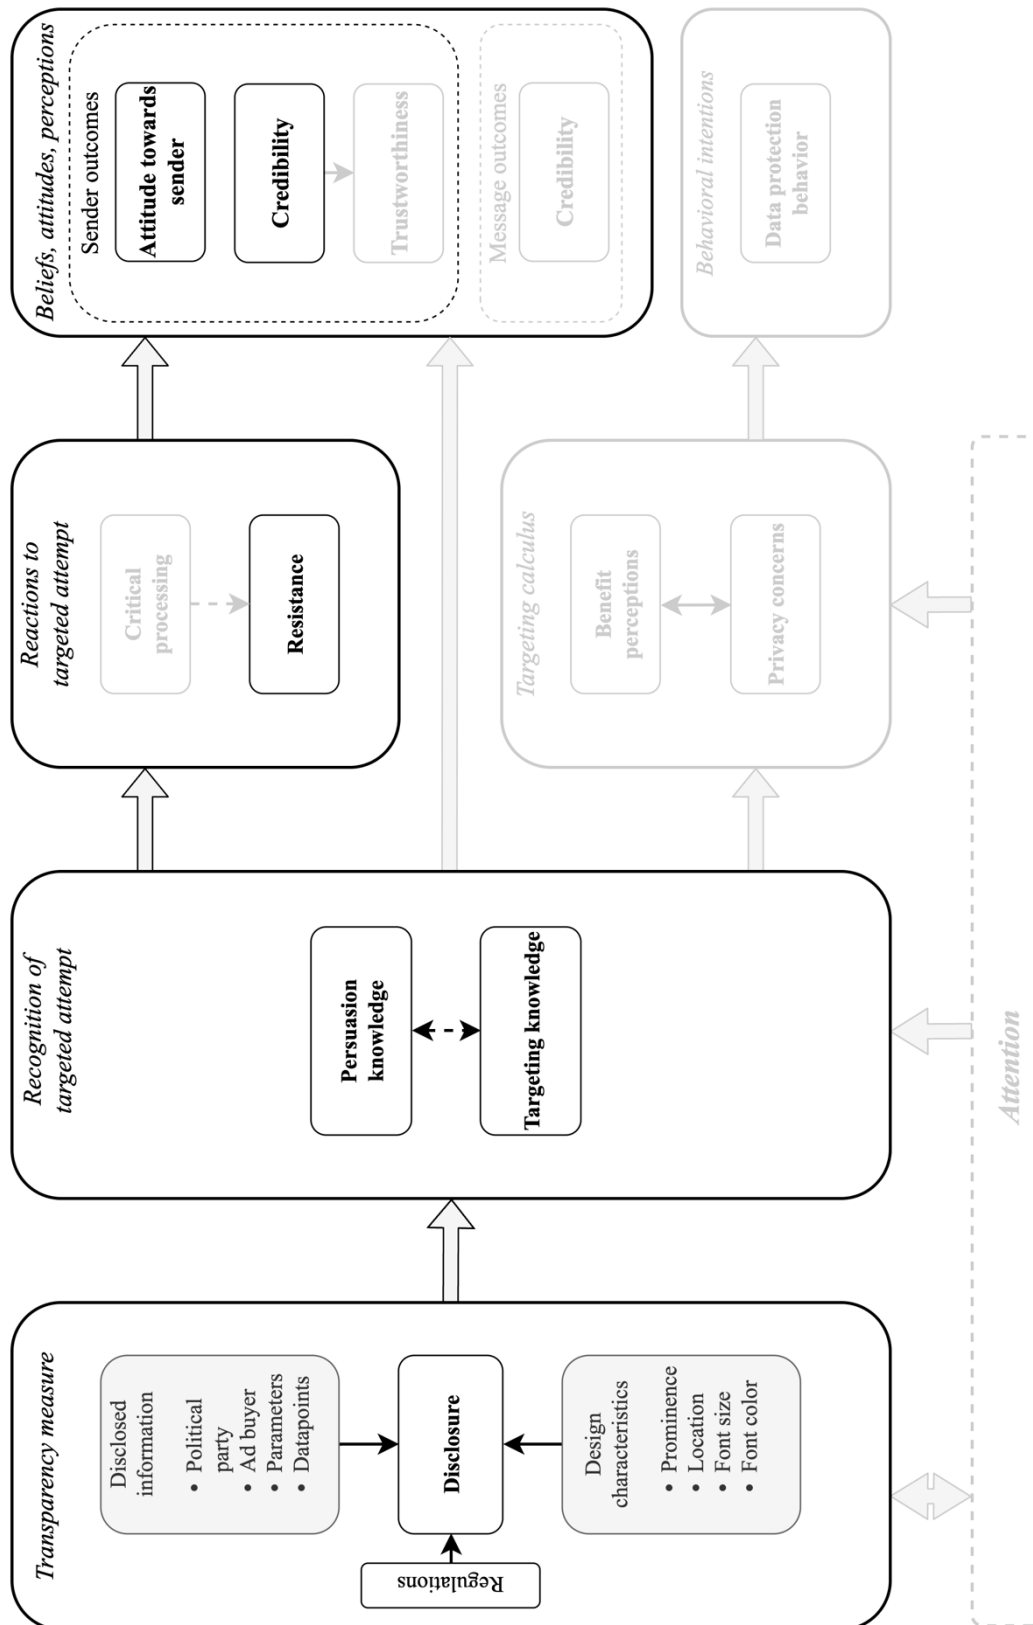 Transparency measure
Disclosed
information
• Political
party
• Ad buyer
• Parameters
• Datapoints
Regulations
Disclosure
Design
characteristics
• Prominence
• Location
• Font size
• Font color
Recognition of
targeted attempt
Persuasion
knowledge
Targeting knowledge
Reactions to
targeted attempt
Critical
processing
Resistance
Targeting calculus
Benefit
perceptions
Privacy concerns
Beliefs, attitudes, perceptions
Sender outcomes
Attitude towards
sender
Credibility
Trustworthiness
Message outcomes
Credibility
Behavioral intentions
Data protection
behavior
Attention